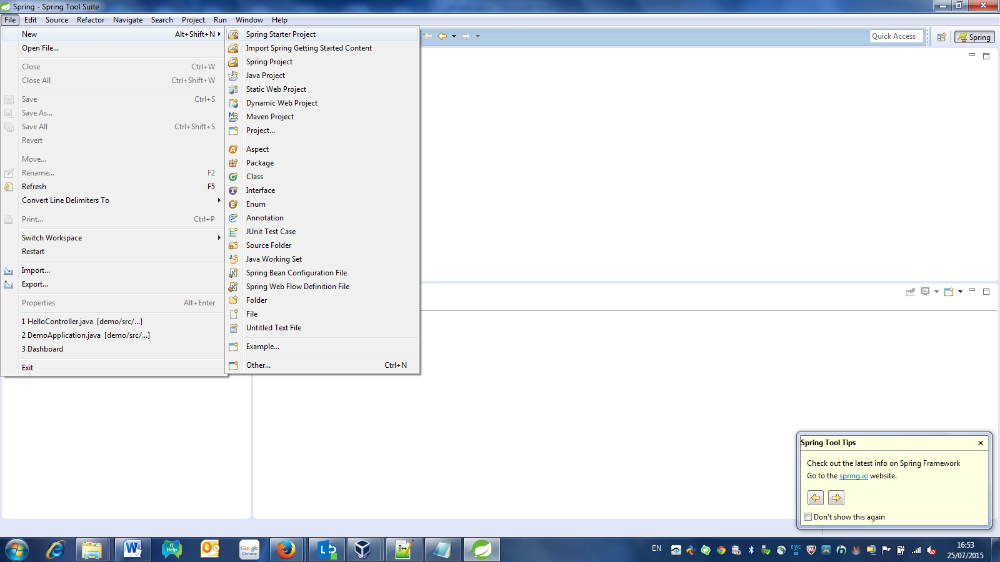 Spring - Spring Tool Suite
File Edit Source Refactor Navigate Search Project Run Window Help
New Alt+Shift+N
Open File...
Close Ctrl+W
Close All Ctrl+Shift+W
Save Ctrl+S
Save As...
Save All Ctrl+Shift+S
Revert
Move...
Rename... F2
Refresh F5
Convert Line Delimiters To
Print... Ctrl+P
Switch Workspace
Restart
Import...
Export...
Properties Alt+Enter
1 HelloController.java [demo/src/...]
2 DemoApplication.java [demo/src/...]
3 Dashboard
Exit
Spring Starter Project
Import Spring Getting Started Content
Spring Project
Java Project
Static Web Project
Dynamic Web Project
Maven Project
Project...
Aspect
Package
Class
Interface
Enum
Annotation
JUnit Test Case
Source Folder
Java Working Set
Spring Bean Configuration File
Spring Web Flow Definition File
Folder
File
Untitled Text File
Example...
Other... Ctrl+N
Quick Access
Spring
Spring Tool Tips
Check out the latest info on Spring Framework
Go to the spring.io website.
Don't show this again
IT
Help
Google
Chrome
EN
16:53
25/07/2015